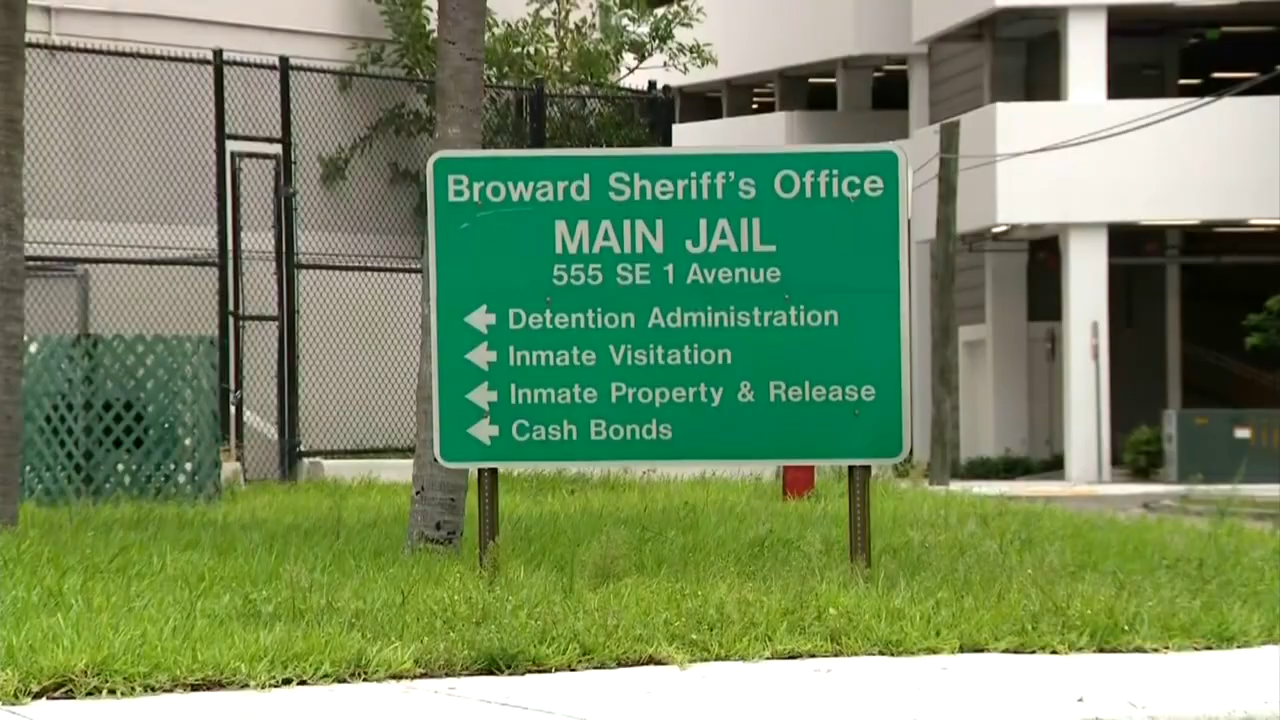 Broward Sheriff's Office
MAIN JAIL
555 SE 1 Avenue
Detention Administration
Inmate Visitation
Inmate Property & Release
Cash Bonds